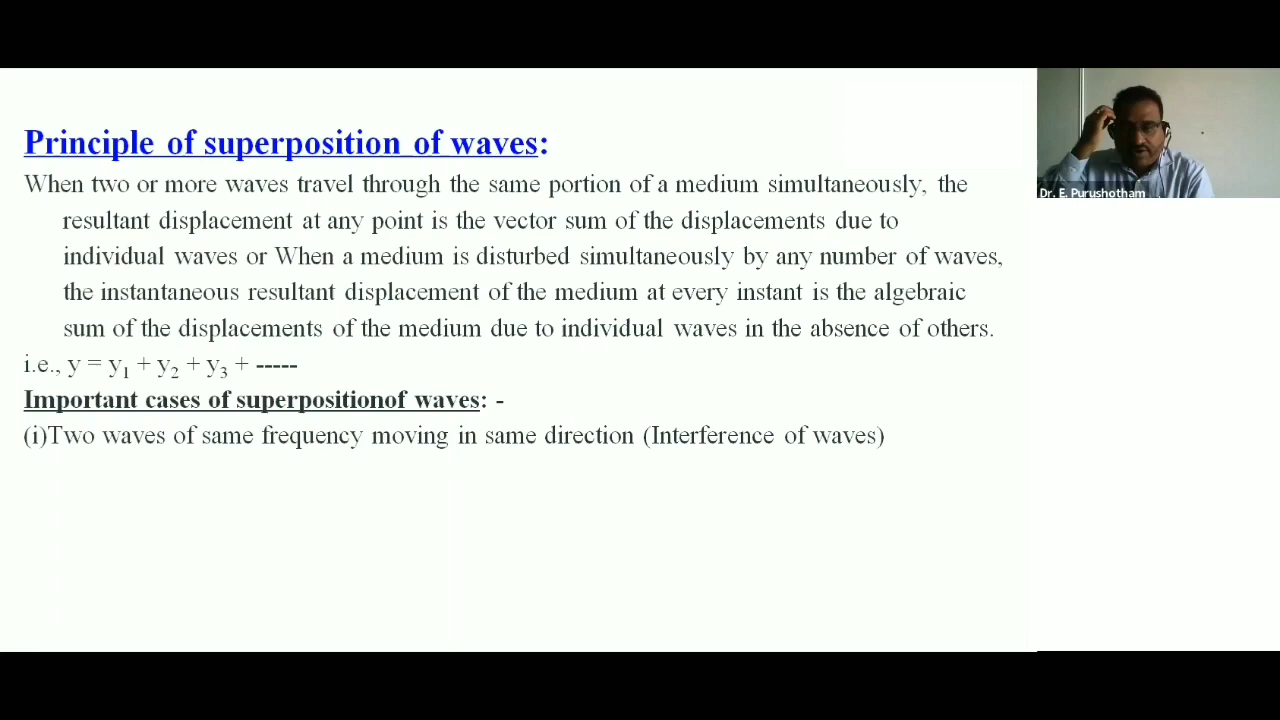 Principle of superposition of waves:
When two or more waves travel through the same portion of a medium simultaneously, the
resultant displacement at any point is the vector sum of the displacements due to
individual waves or When a medium is disturbed simultaneously by any number of waves,
the instantaneous resultant displacement of the medium at every instant is the algebraic
sum of the displacements of the medium due to individual waves in the absence of others.
i.e., y = y₁ + y₂ + y₃ + -----
Important cases of superpositionof waves: -
(i)Two waves of same frequency moving in same direction (Interference of waves)
Dr. E. Purushotham